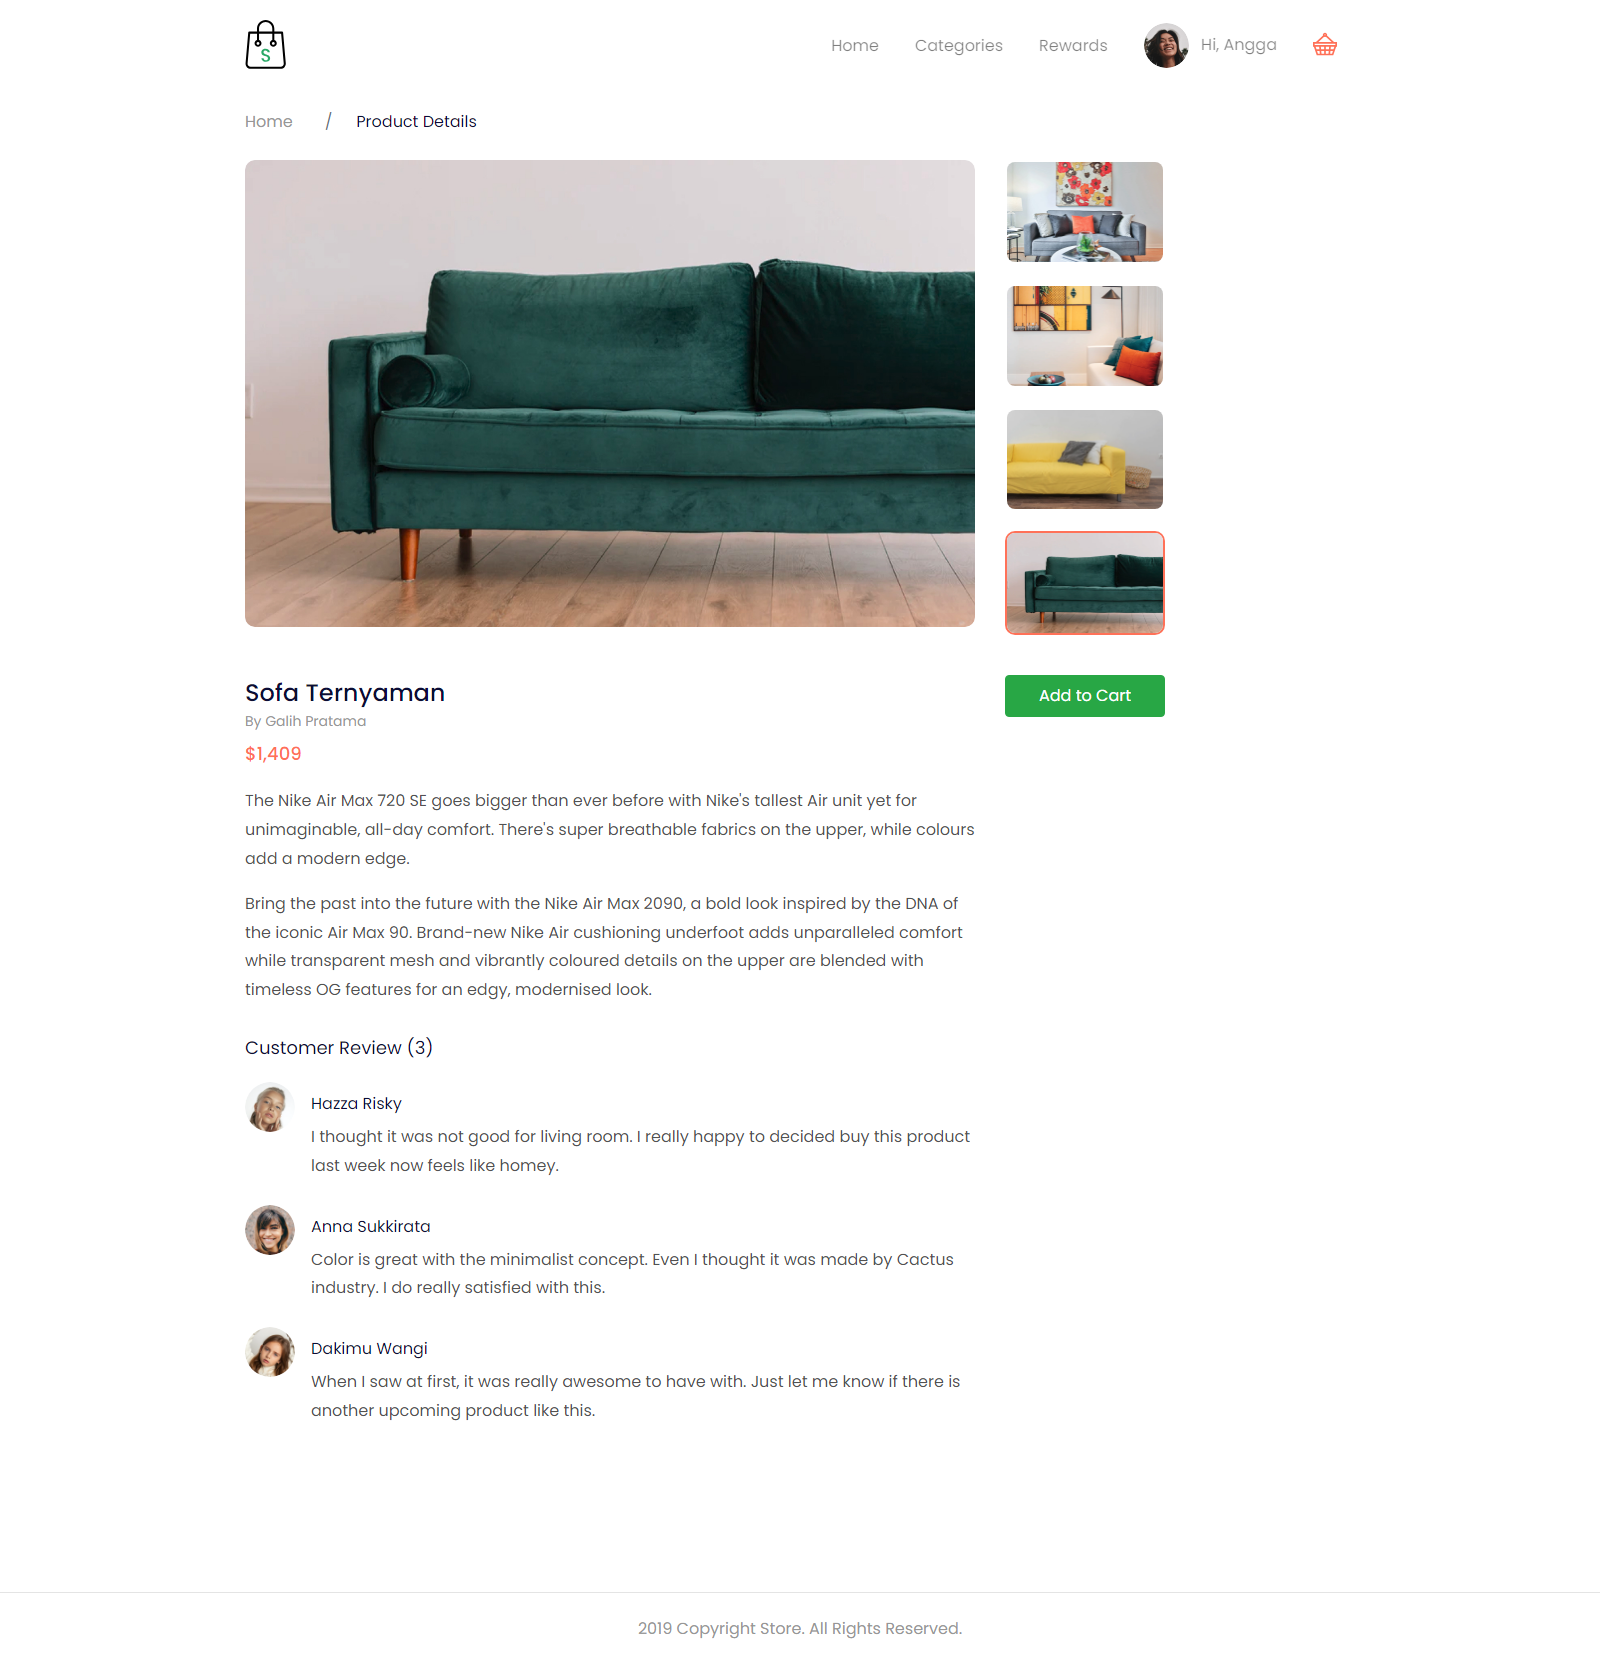 S
Home Categories Rewards Hi, Angga
Home / Product Details
Sofa Ternyaman
Add to Cart
By Galih Pratama
$1,409
The Nike Air Max 720 SE goes bigger than ever before with Nike's tallest Air unit yet for
unimaginable, all-day comfort. There's super breathable fabrics on the upper, while colours
add a modern edge.
Bring the past into the future with the Nike Air Max 2090, a bold look inspired by the DNA of
the iconic Air Max 90. Brand-new Nike Air cushioning underfoot adds unparalleled comfort
while transparent mesh and vibrantly coloured details on the upper are blended with
timeless OG features for an edgy, modernised look.
Customer Review (3)
Hazza Risky
I thought it was not good for living room. I really happy to decided buy this product
last week now feels like homey.
Anna Sukkirata
Color is great with the minimalist concept. Even I thought it was made by Cactus
industry. I do really satisfied with this.
Dakimu Wangi
When I saw at first, it was really awesome to have with. Just let me know if there is
another upcoming product like this.
2019 Copyright Store. All Rights Reserved.